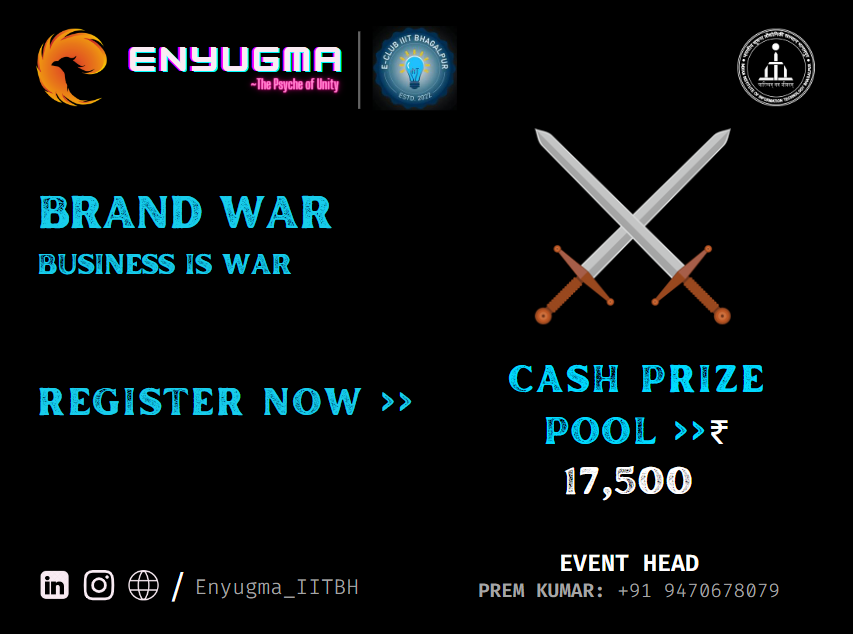 ENYUGMA
~The Psyche of Unity
E-CLUB IIIT BHAGALPUR
ESTD. 2022
BRAND WAR
BUSINESS IS WAR
REGISTER NOW >>
CASH PRIZE
POOL >>₹
17,500
EVENT HEAD
PREM KUMAR: +91 9470678079
in
/ Enyugma_IITBH